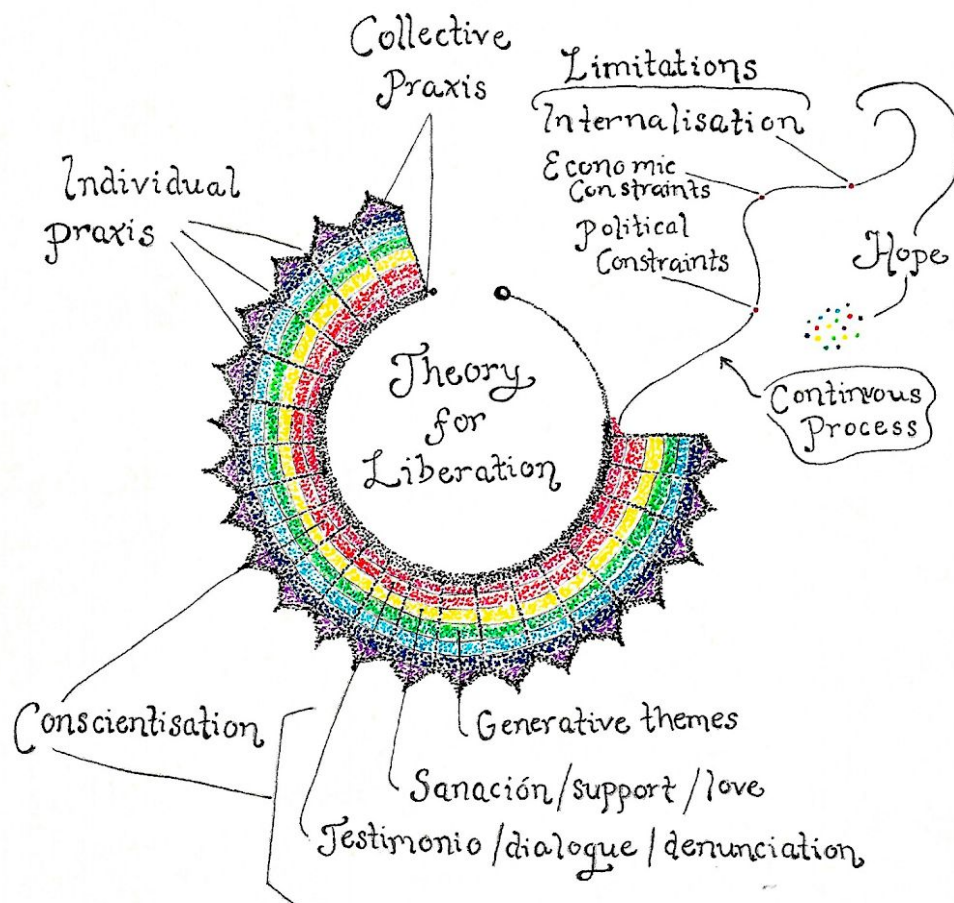 Collective
Praxis
Limitations
Internalisation
Economic
Constraints
Political
Constraints
Individual
praxis
Hope
Theory
for
Liberation
Continuous
Process
Conscientisation
Generative themes
Sanación/support/love
Testimonio/dialogue/denunciation